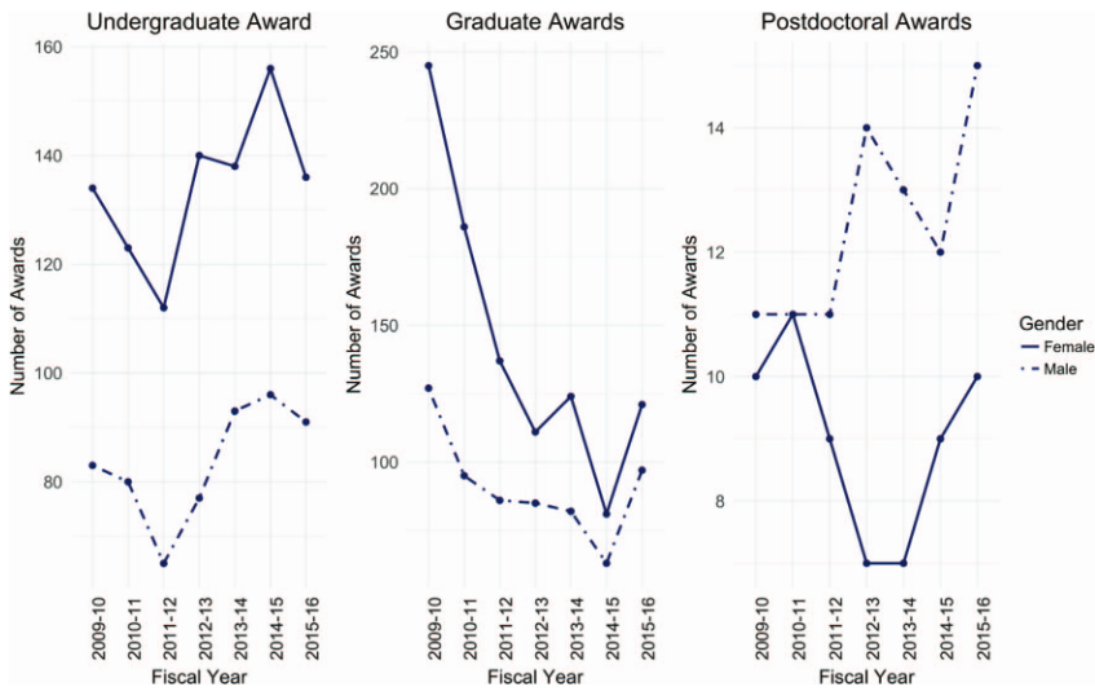 Undergraduate Award
Number of Awards
160
140
120
100
80
2009-10
2010-11
2011-12
2012-13
2013-14
2014-15
2015-16
Fiscal Year
Graduate Awards
Number of Awards
250
200
150
100
2009-10
2010-11
2011-12
2012-13
2013-14
2014-15
2015-16
Fiscal Year
Postdoctoral Awards
Number of Awards
14
12
10
8
2009-10
2010-11
2011-12
2012-13
2013-14
2014-15
2015-16
Fiscal Year
Gender
Female
Male